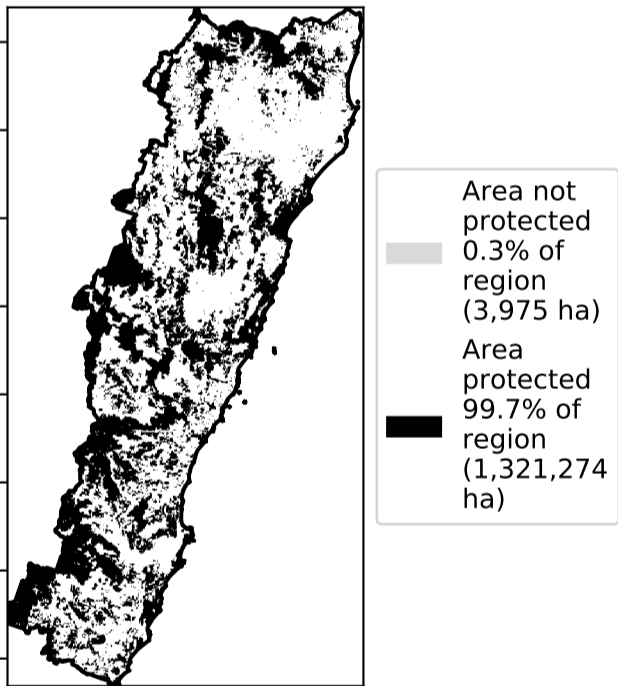 Area not
protected
0.3% of
region
(3,975 ha)
Area
protected
99.7% of
region
(1,321,274
ha)